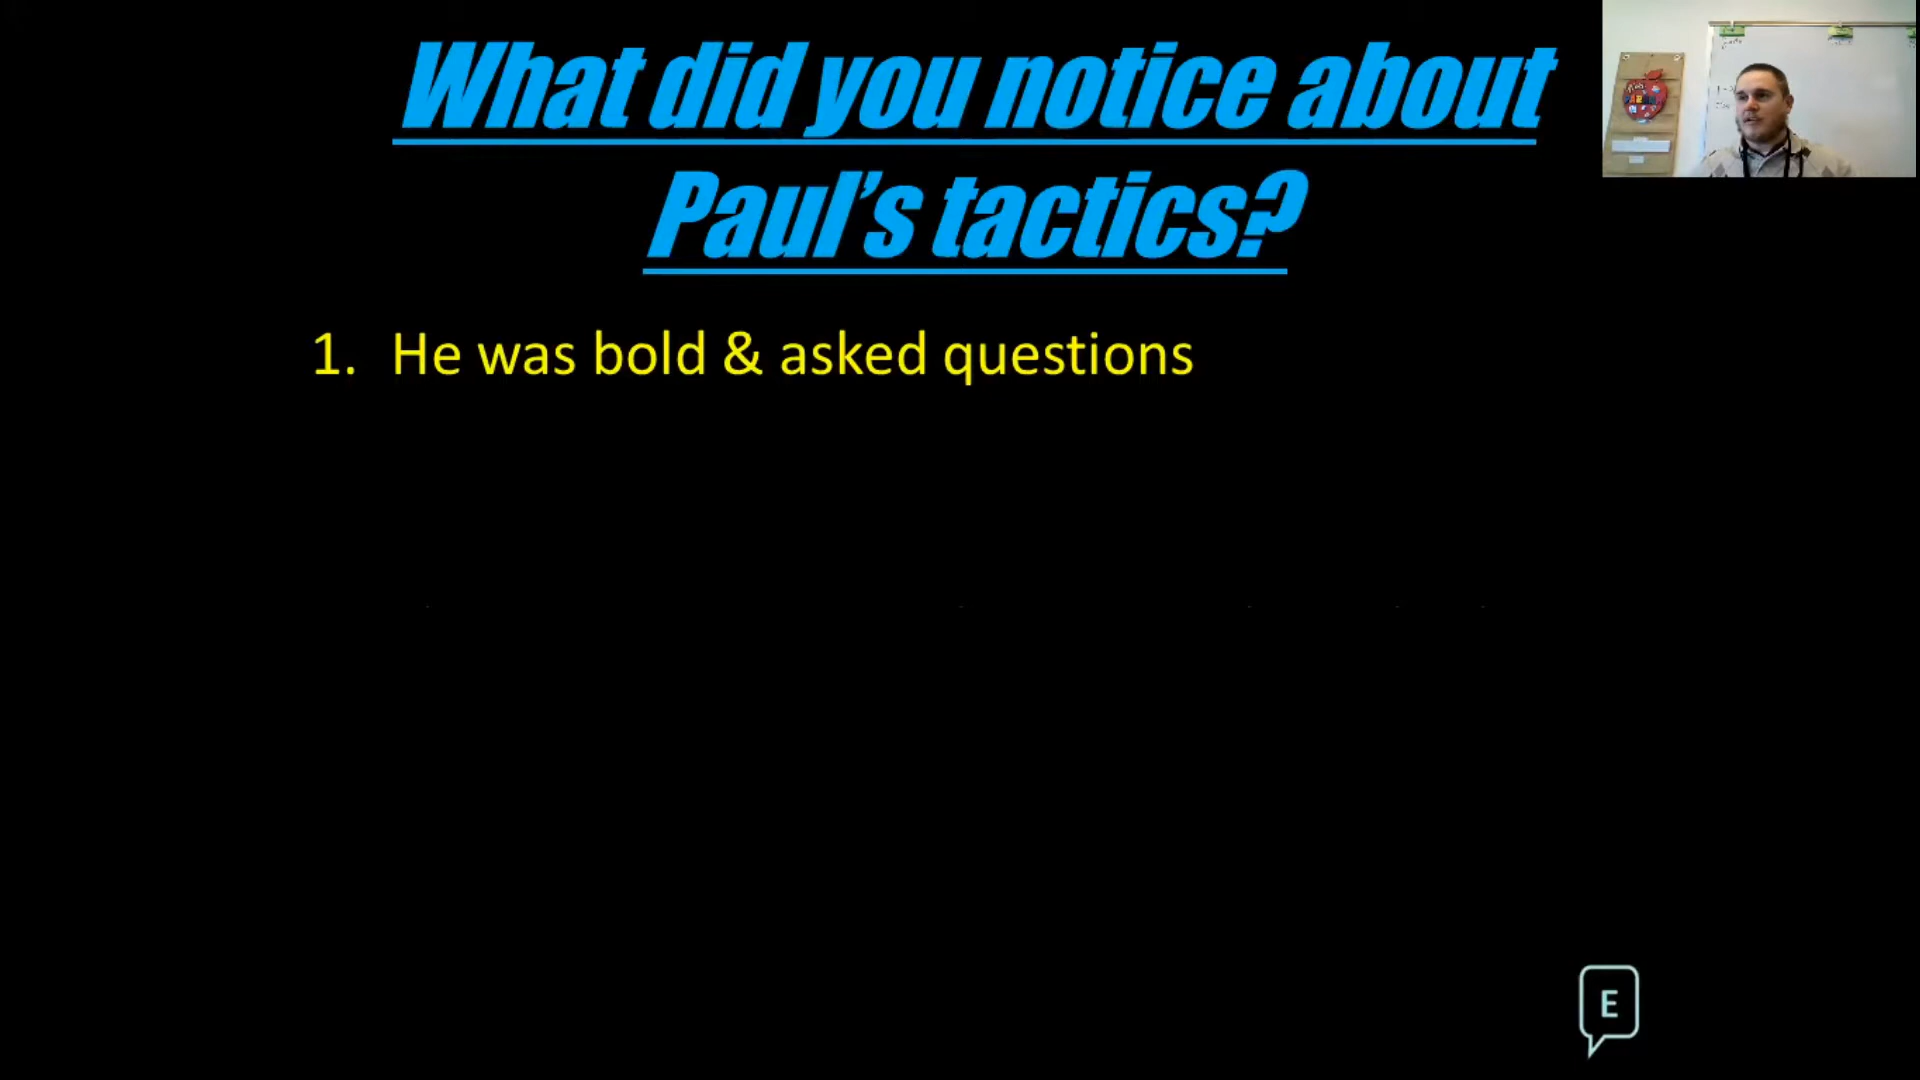 What did you notice about
Paul's tactics?
1. He was bold & asked questions
E